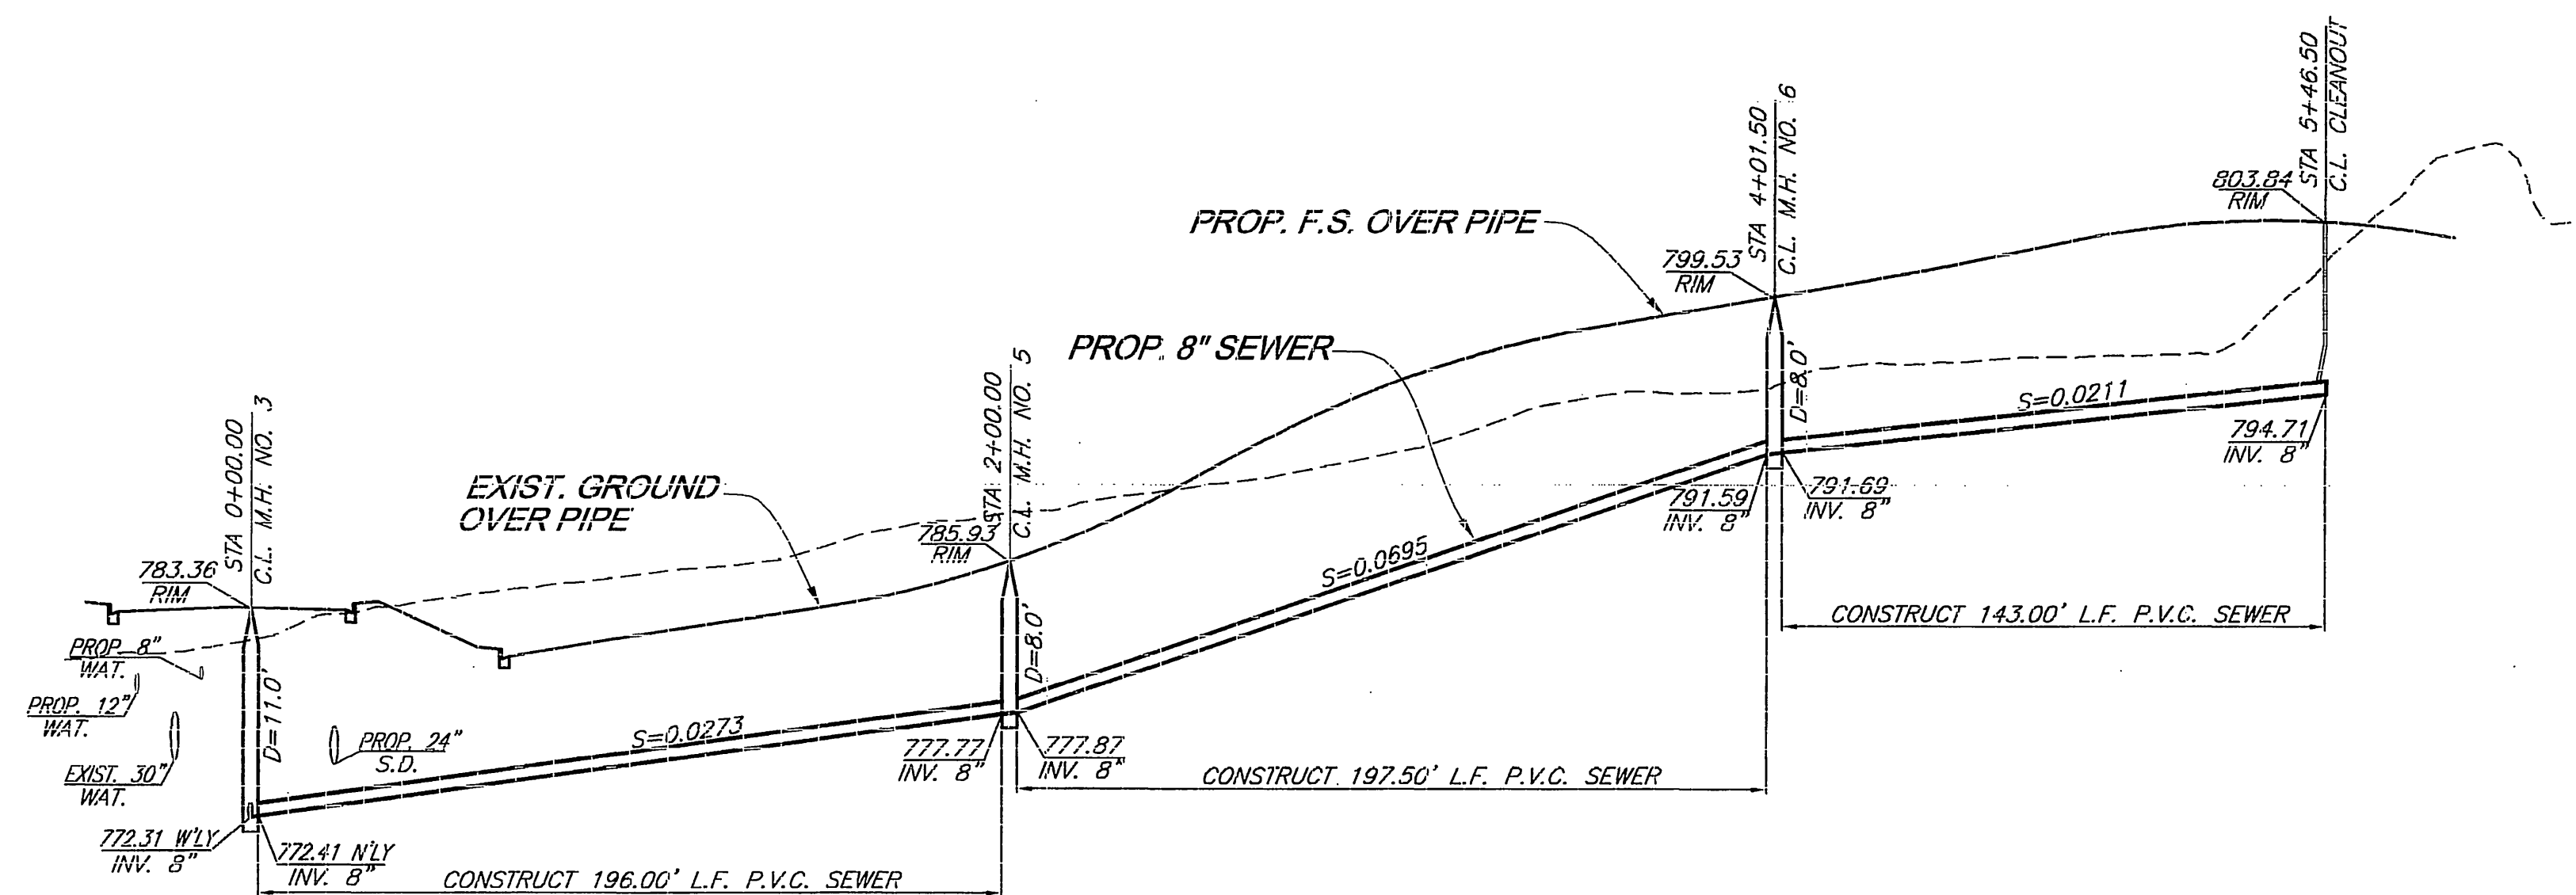 STA 5+46.50
C.L. CLEANOUT
STA 4+01.50
C.L. M.H. NO. 6
803.84
RIM
PROP. F.S. OVER PIPE
799.53
RIM
PROP. 8" SEWER
STA 2+00.00
C.L. M.H. NO. 5
D=8.0'
S=0.0211
STA 0+00.00
C.L. M.H. NO. 3
794.71
INV. 8"
EXIST. GROUND
OVER PIPE
791.59
INV. 8"
791.69
INV. 8"
785.93
RIM
783.36
RIM
S=0.0695
CONSTRUCT 143.00' L.F. P.V.C. SEWER
PROP. 8"
WAT.
D=8.0'
PROP. 12"
WAT.
D=11.0'
PROP. 24"
S.D.
S=0.0273
777.77
INV. 8"
777.87
INV. 8"
EXIST. 30"
WAT.
CONSTRUCT 197.50' L.F. P.V.C. SEWER
772.31 W'LY
INV. 8"
772.41 N'LY
INV. 8"
CONSTRUCT 196.00' L.F. P.V.C. SEWER